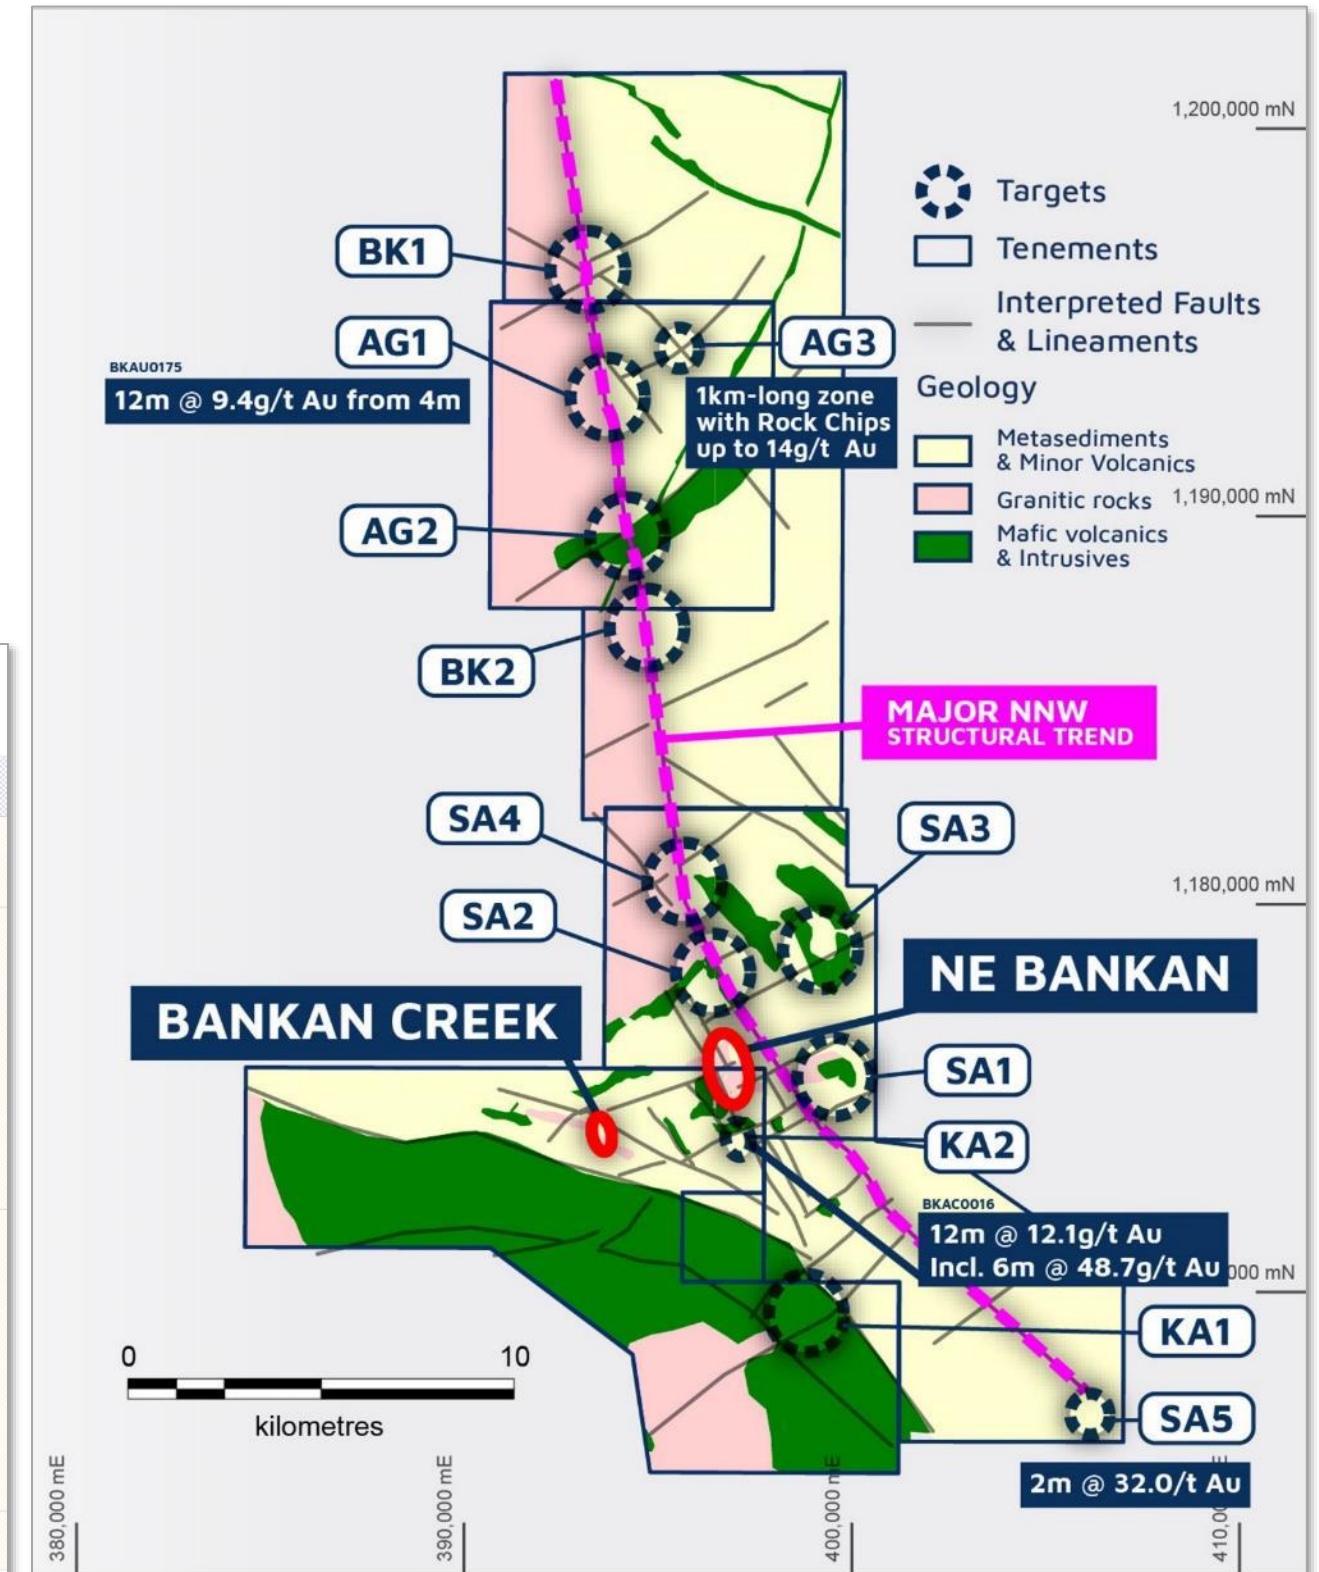 1,200,000 mN
Targets
Tenements
Interpreted Faults
& Lineaments
Geology
Metasediments
& Minor Volcanics
Granitic rocks
1,190,000 mN
Mafic volcanics
& Intrusives
BK1
AG1
AG3
BKAU0175
12m @ 9.4g/t Au from 4m
1km-long zone
with Rock Chips
up to 14g/t Au
AG2
BK2
MAJOR NNW
STRUCTURAL TREND
SA4
SA3
1,180,000 mN
SA2
NE BANKAN
BANKAN CREEK
SA1
KA2
BKAC0016
12m @ 12.1g/t Au
Incl. 6m @ 48.7g/t Au
000 mN
KA1
SA5
2m @ 32.0/t Au
0 10
kilometres
380,000 mE
390,000 mE
400,000 mE
410,0
E